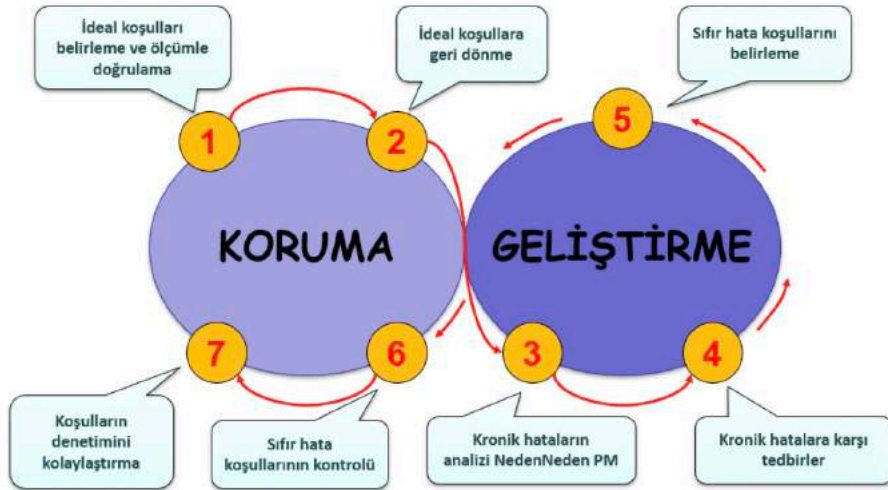 İdeal koşulları
belirleme ve ölçümle
doğrulama
İdeal koşullara
geri dönme
Sıfır hata koşullarını
belirleme
1
2
5
KORUMA
GELİŞTİRME
7
6
3
4
Koşulların
denetimini
kolaylaştırma
Sıfır hata
koşullarının kontrolü
Kronik hataların
analizi NedenNeden PM
Kronik hatalara karşı
tedbirler